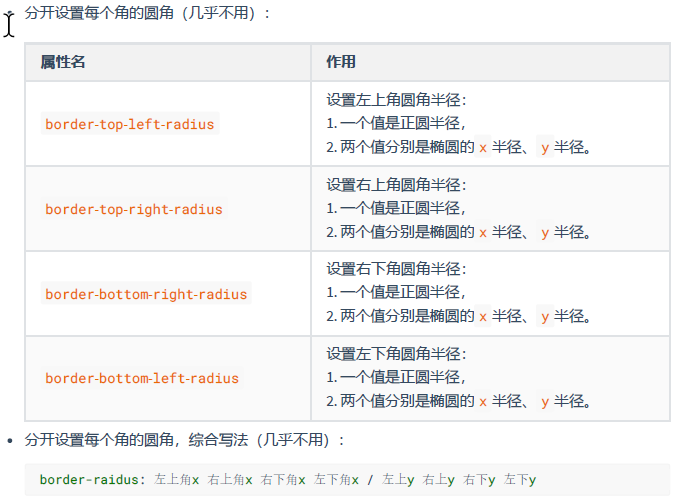 分开设置每个角的圆角（几乎不用）：
属性名 作用
border-top-left-radius
设置左上角圆角半径：
1. 一个值是正圆半径，
2. 两个值分别是椭圆的 x 半径、 y 半径。
border-top-right-radius
设置右上角圆角半径：
1. 一个值是正圆半径，
2. 两个值分别是椭圆的 x 半径、 y 半径。
border-bottom-right-radius
设置右下角圆角半径：
1. 一个值是正圆半径，
2. 两个值分别是椭圆的 x 半径、 y 半径。
border-bottom-left-radius
设置左下角圆角半径：
1. 一个值是正圆半径，
2. 两个值分别是椭圆的 x 半径、 y 半径。
• 分开设置每个角的圆角，综合写法（几乎不用）：
border-raidus: 左上角x 右上角x 右下角x 左下角x / 左上y 右上y 右下y 左下y